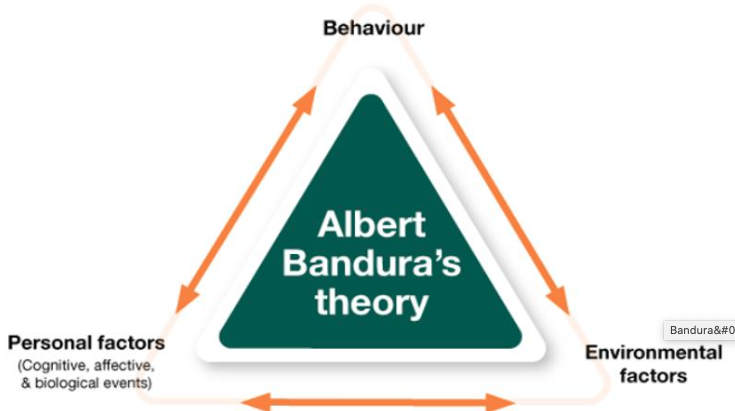 Behaviour
Albert
Bandura's
theory
Personal factors
(Cognitive, affective,
& biological events)
Bandura&#0
Environmental
factors